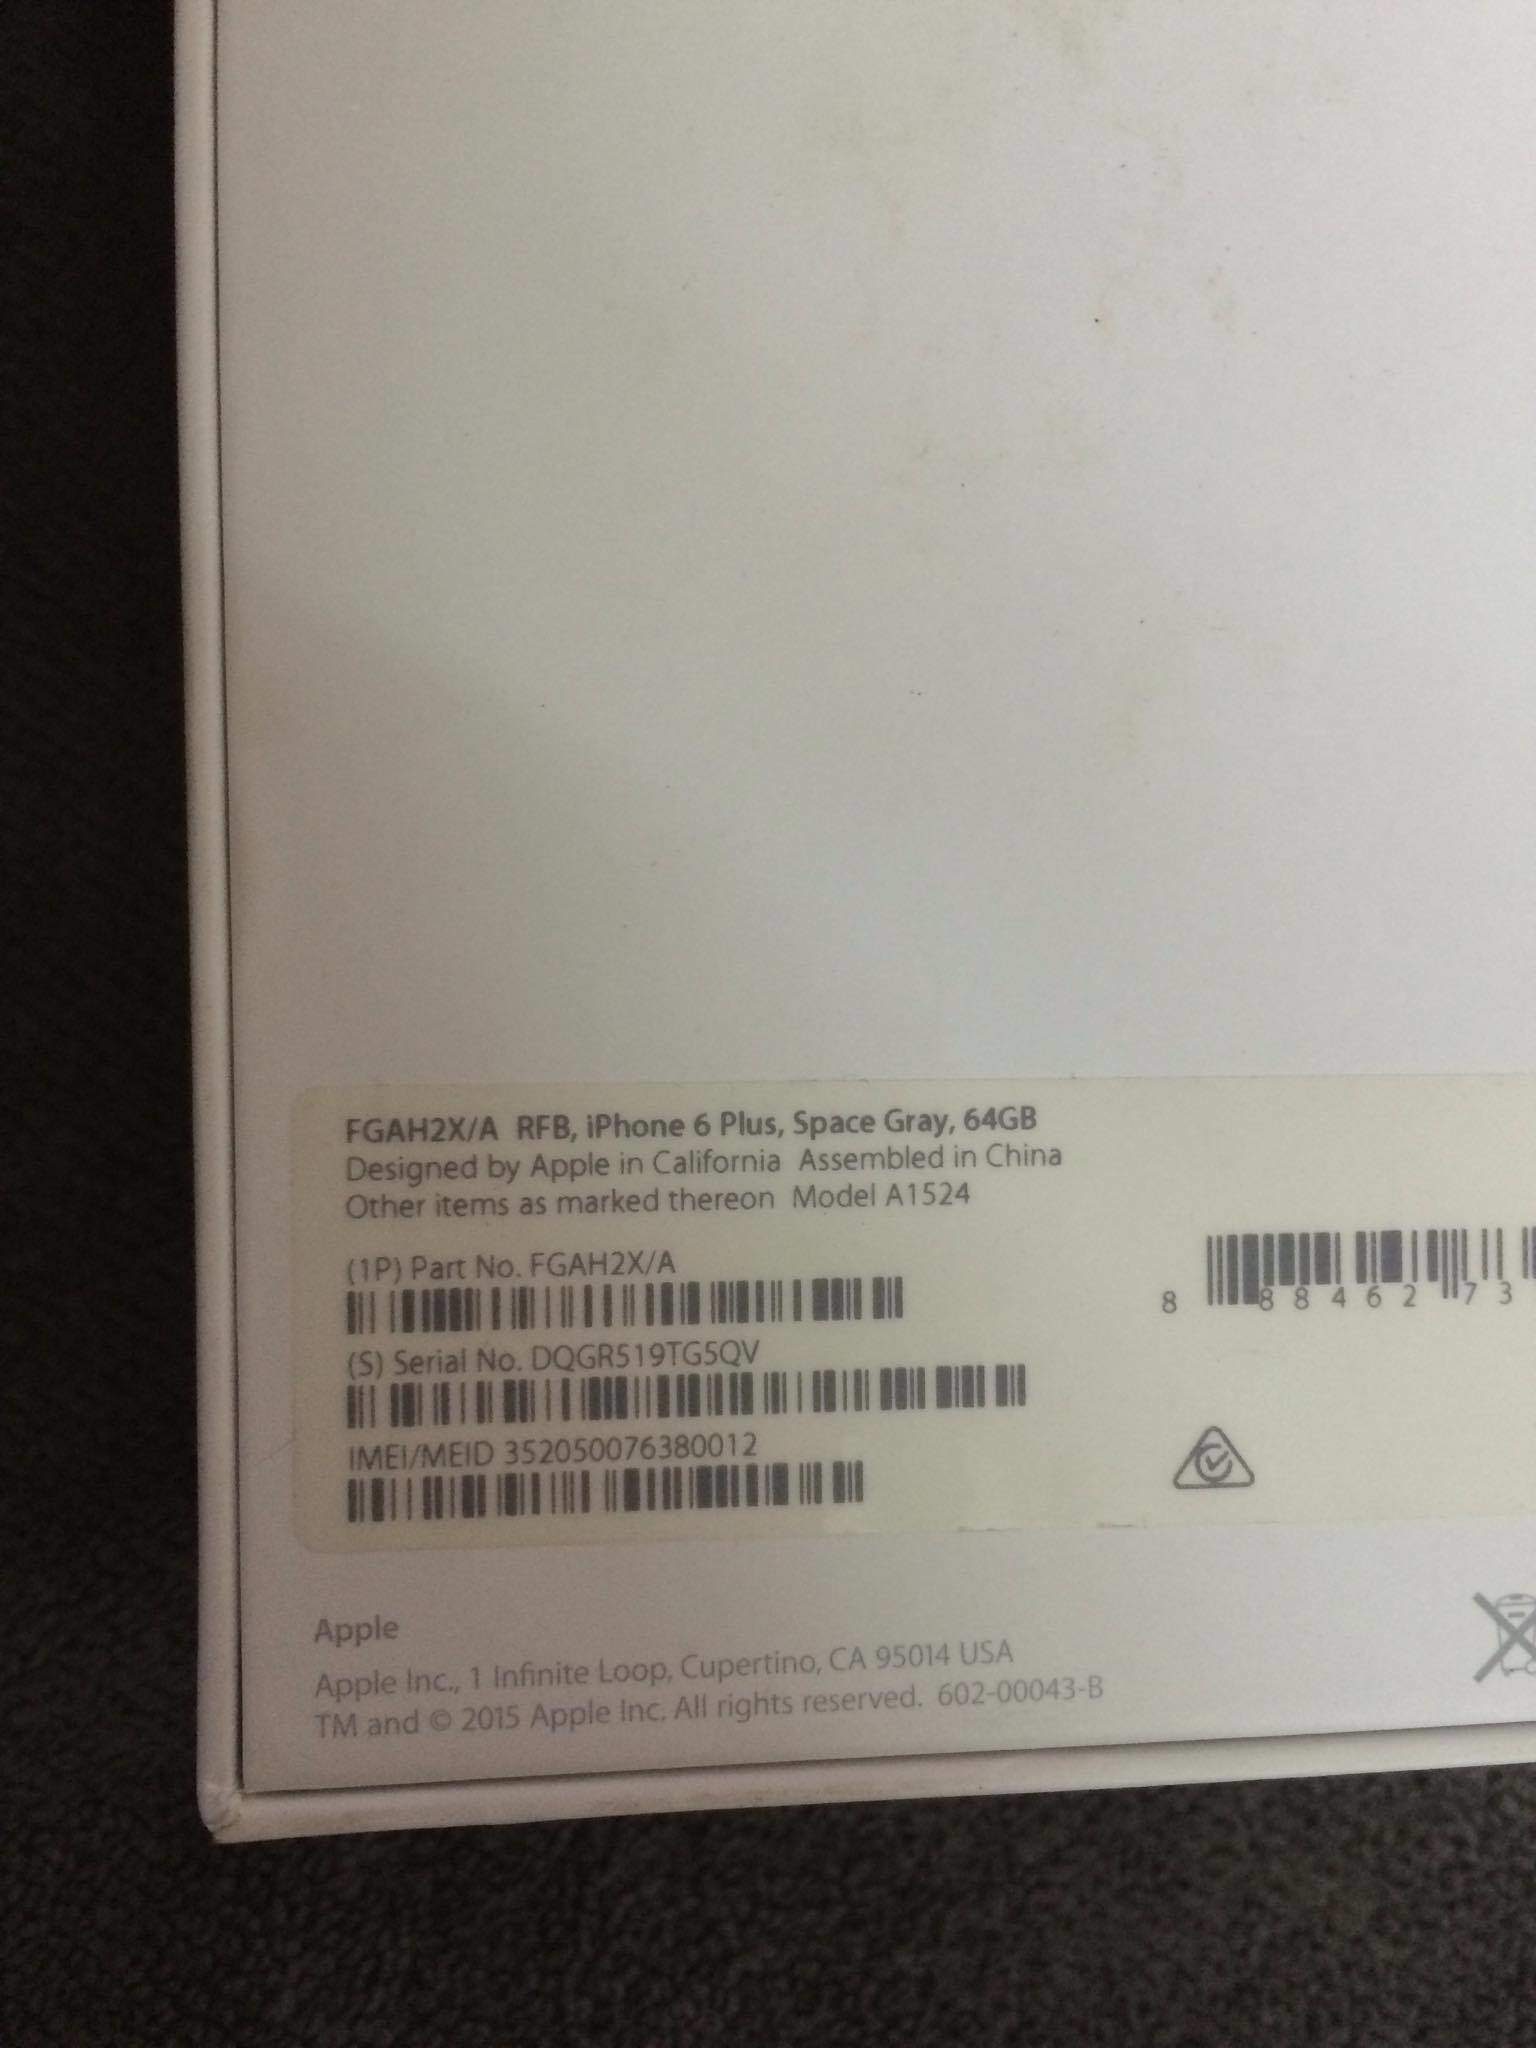 FGAH2X/A RFB, iPhone 6 Plus, Space Gray, 64GB
Designed by Apple in California Assembled in China
Other items as marked thereon Model A1524
(1P) Part No. FGAH2X/A
(S) Serial No. DQGR519TG5QV
IMEI/MEID 352050076380012
8 88462 73
Apple
Apple Inc., 1 Infinite Loop, Cupertino, CA 95014 USA
TM and © 2015 Apple Inc. All rights reserved. 602-00043-B